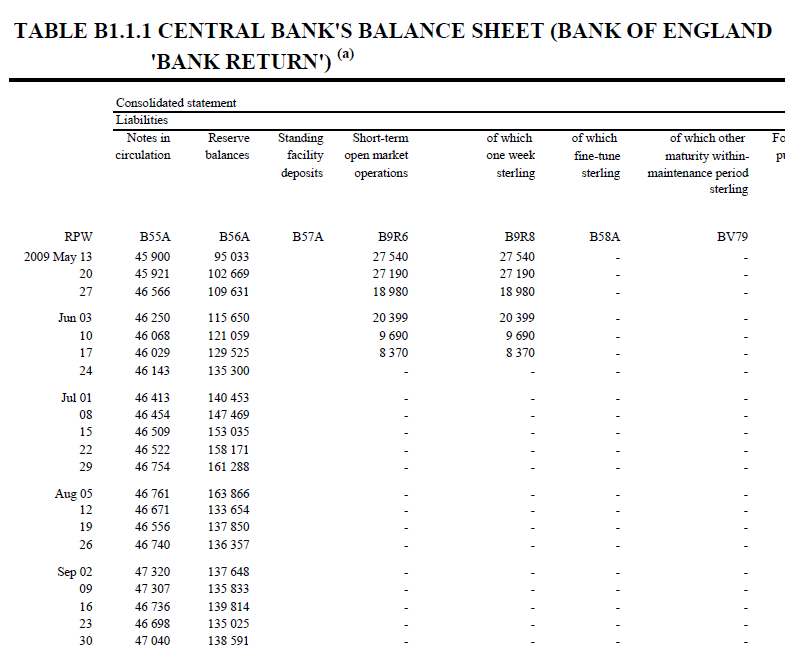 TABLE B1.1.1 CENTRAL BANK'S BALANCE SHEET (BANK OF ENGLAND
'BANK RETURN') (a)
Consolidated statement
Liabilities
Notes in Reserve Standing Short-term of which of which of which other Fo
circulation balances facility open market one week fine-tune maturity within- pu
deposits operations sterling sterling maintenance period
sterling
RPW B55A B56A B57A B9R6 B9R8 B58A BV79
2009 May 13 45 900 95 033 27 540 27 540 - -
20 45 921 102 669 27 190 27 190 - -
27 46 566 109 631 18 980 18 980 - -
Jun 03 46 250 115 650 20 399 20 399 - -
10 46 068 121 059 9 690 9 690 - -
17 46 029 129 525 8 370 8 370 - -
24 46 143 135 300 - - - -
Jul 01 46 413 140 453 - - - -
08 46 454 147 469 - - - -
15 46 509 153 035 - - - -
22 46 522 158 171 - - - -
29 46 754 161 288 - - - -
Aug 05 46 761 163 866 - - - -
12 46 671 133 654 - - - -
19 46 556 137 850 - - - -
26 46 740 136 357 - - - -
Sep 02 47 320 137 648 - - - -
09 47 307 135 833 - - - -
16 46 736 139 814 - - - -
23 46 698 135 025 - - - -
30 47 040 138 591 - - - -